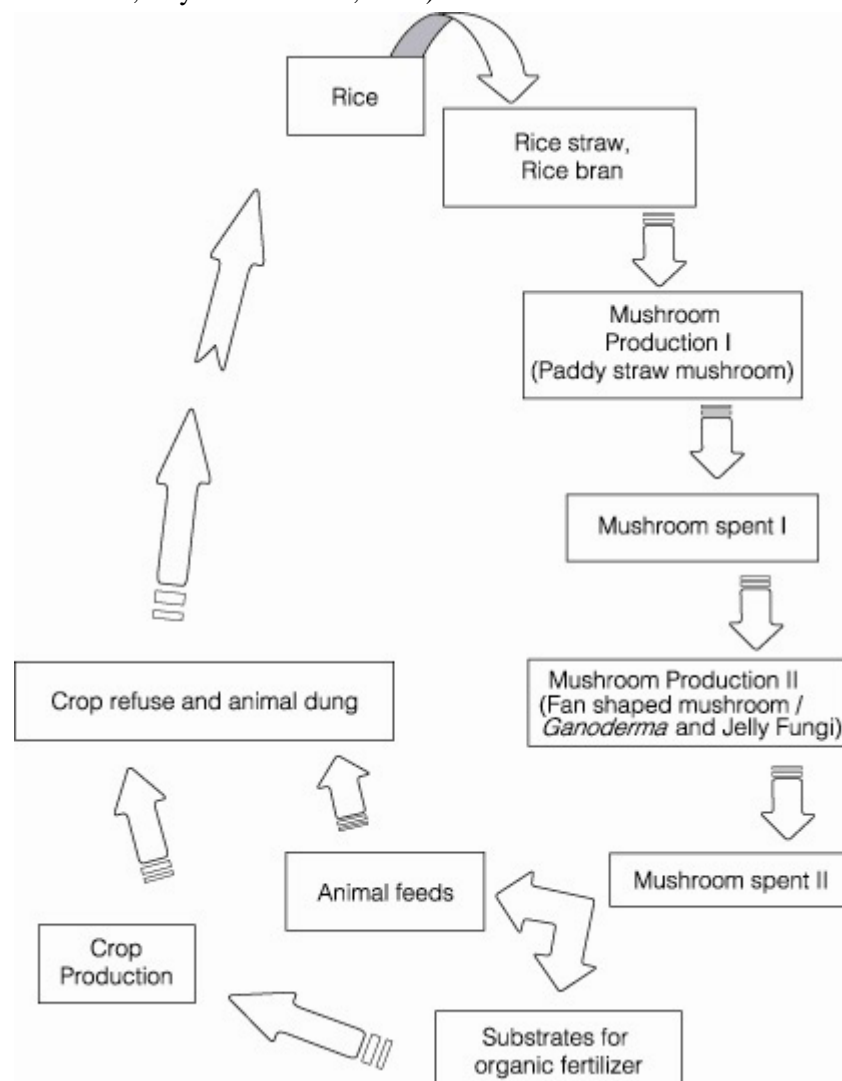 Rice
Rice straw,
Rice bran
Mushroom
Production I
(Paddy straw mushroom)
Mushroom spent I
Mushroom Production II
(Fan shaped mushroom /
Ganoderma and Jelly Fungi)
Mushroom spent II
Crop refuse and animal dung
Animal feeds
Crop
Production
Substrates for
organic fertilizer